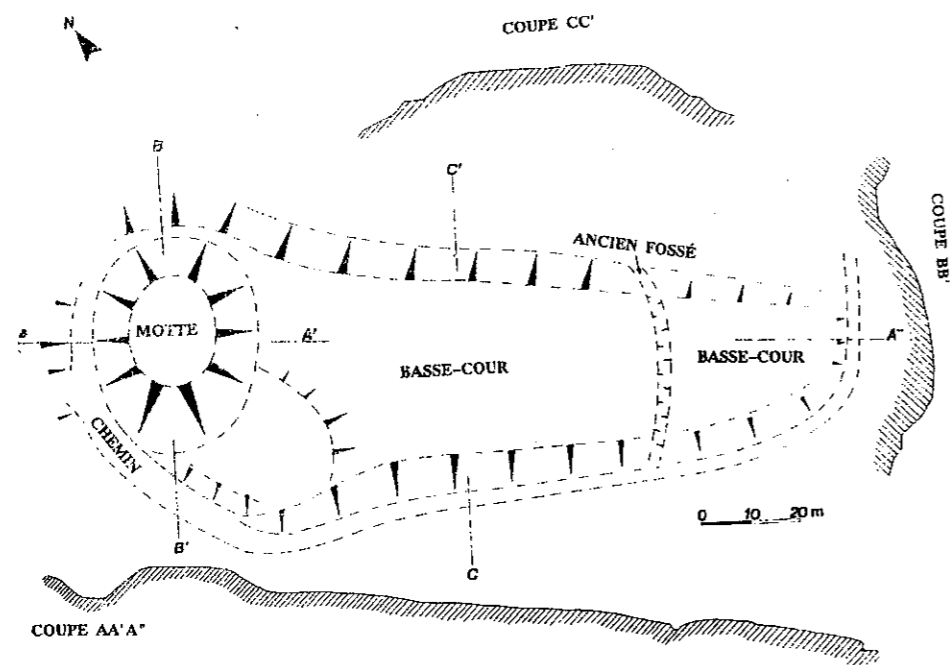 N
COUPE CC'
B
C'
COUPE BB'
ANCIEN FOSSÉ
MOTTE
A'
A"
BASSE-COUR
BASSE-COUR
CHEMIN
0 10 20 m
B'
C
COUPE AA'A"